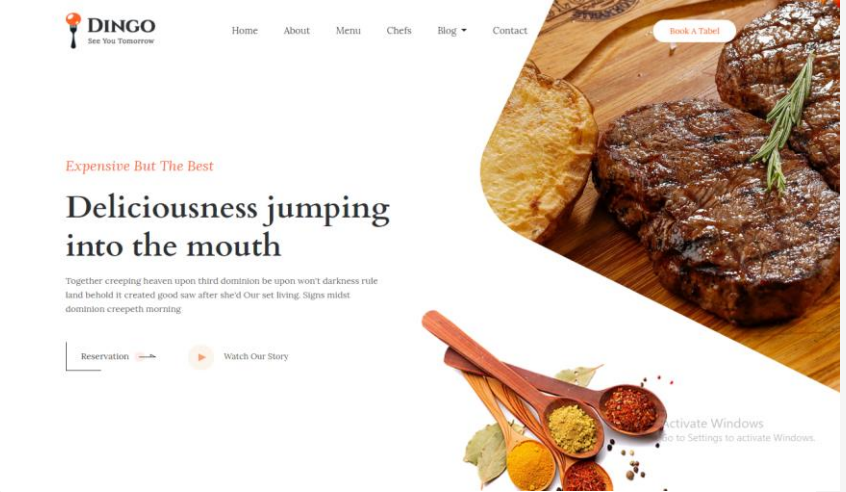 DINGO
See You Tomorrow
Home About Menu Chefs Blog Contact
Book A Tabel
Expensive But The Best
Deliciousness jumping
into the mouth
Together creeping heaven upon third dominion be upon won't darkness rule
land behold it created good saw after she'd Our set living. Signs midst
dominion creepeth morning
Reservation
Watch Our Story
Activate Windows
Go to Settings to activate Windows.